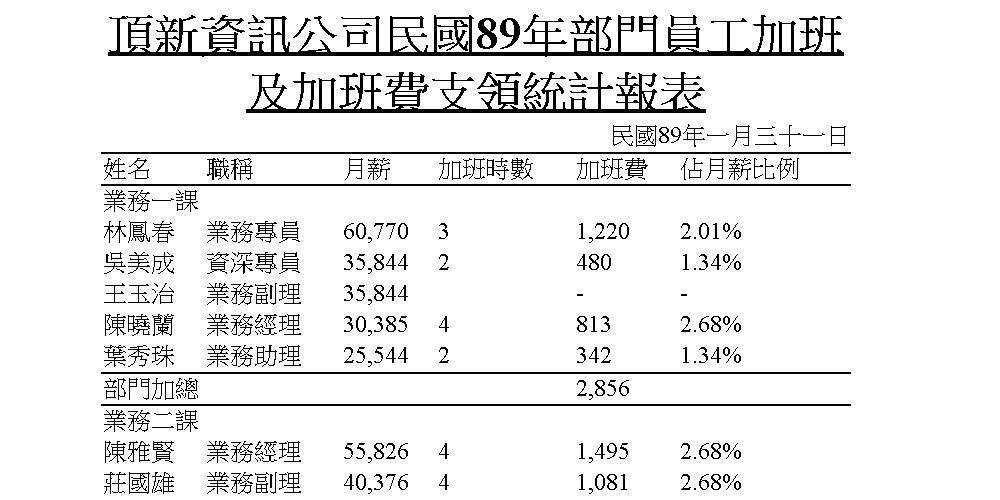 頂新資訊公司民國89年部門員工加班
及加班費支領統計報表
民國89年一月三十一日
姓名 職稱 月薪 加班時數 加班費 佔月薪比例
業務一課
林鳳春 業務專員 60,770 3 1,220 2.01%
吳美成 資深專員 35,844 2 480 1.34%
王玉治 業務副理 35,844 - -
陳曉蘭 業務經理 30,385 4 813 2.68%
葉秀珠 業務助理 25,544 2 342 1.34%
部門加總 2,856
業務二課
陳雅賢 業務經理 55,826 4 1,495 2.68%
莊國雄 業務副理 40,376 4 1,081 2.68%